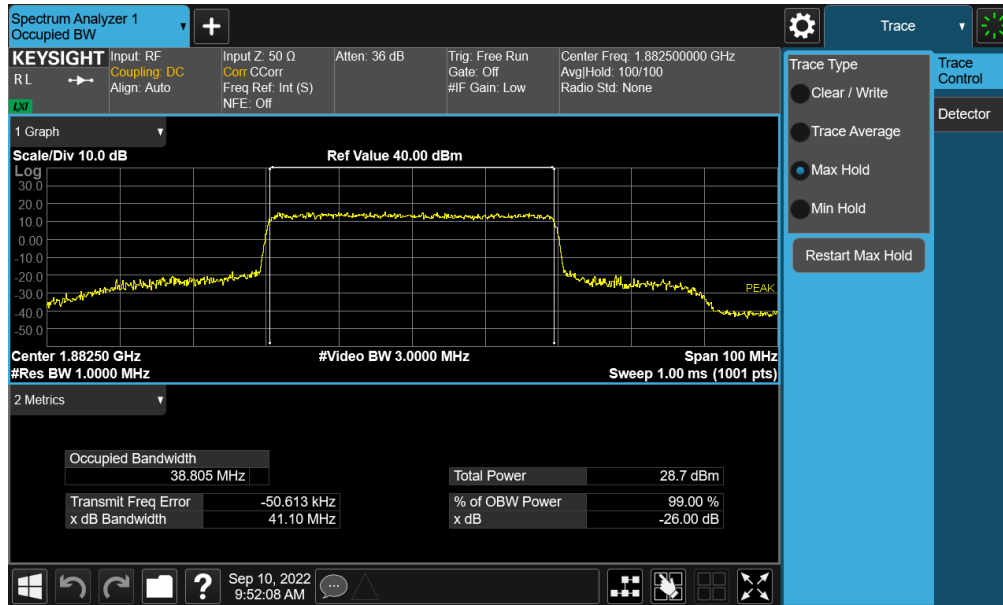 Spectrum Analyzer 1
Occupied BW
+
Trace
KEYSIGHT
R L
LXI
Input: RF
Coupling: DC
Align: Auto
Input Z: 50 Ω
Corr CCorr
Freq Ref: Int (S)
NFE: Off
Atten: 36 dB
Trig: Free Run
Gate: Off
#IF Gain: Low
Center Freq: 1.882500000 GHz
Avg|Hold: 100/100
Radio Std: None
1 Graph
Scale/Div 10.0 dB
Ref Value 40.00 dBm
Log
30.0
20.0
10.0
0.00
-10.0
-20.0
-30.0
-40.0
-50.0
PEAK
Center 1.88250 GHz
#Video BW 3.0000 MHz
Span 100 MHz
#Res BW 1.0000 MHz
Sweep 1.00 ms (1001 pts)
2 Metrics
Occupied Bandwidth
38.805 MHz
Total Power 28.7 dBm
Transmit Freq Error -50.613 kHz
% of OBW Power 99.00 %
x dB Bandwidth 41.10 MHz
x dB -26.00 dB
Trace Type
Clear / Write
Trace Average
Max Hold
Min Hold
Restart Max Hold
Trace
Control
Detector
?
Sep 10, 2022
9:52:08 AM